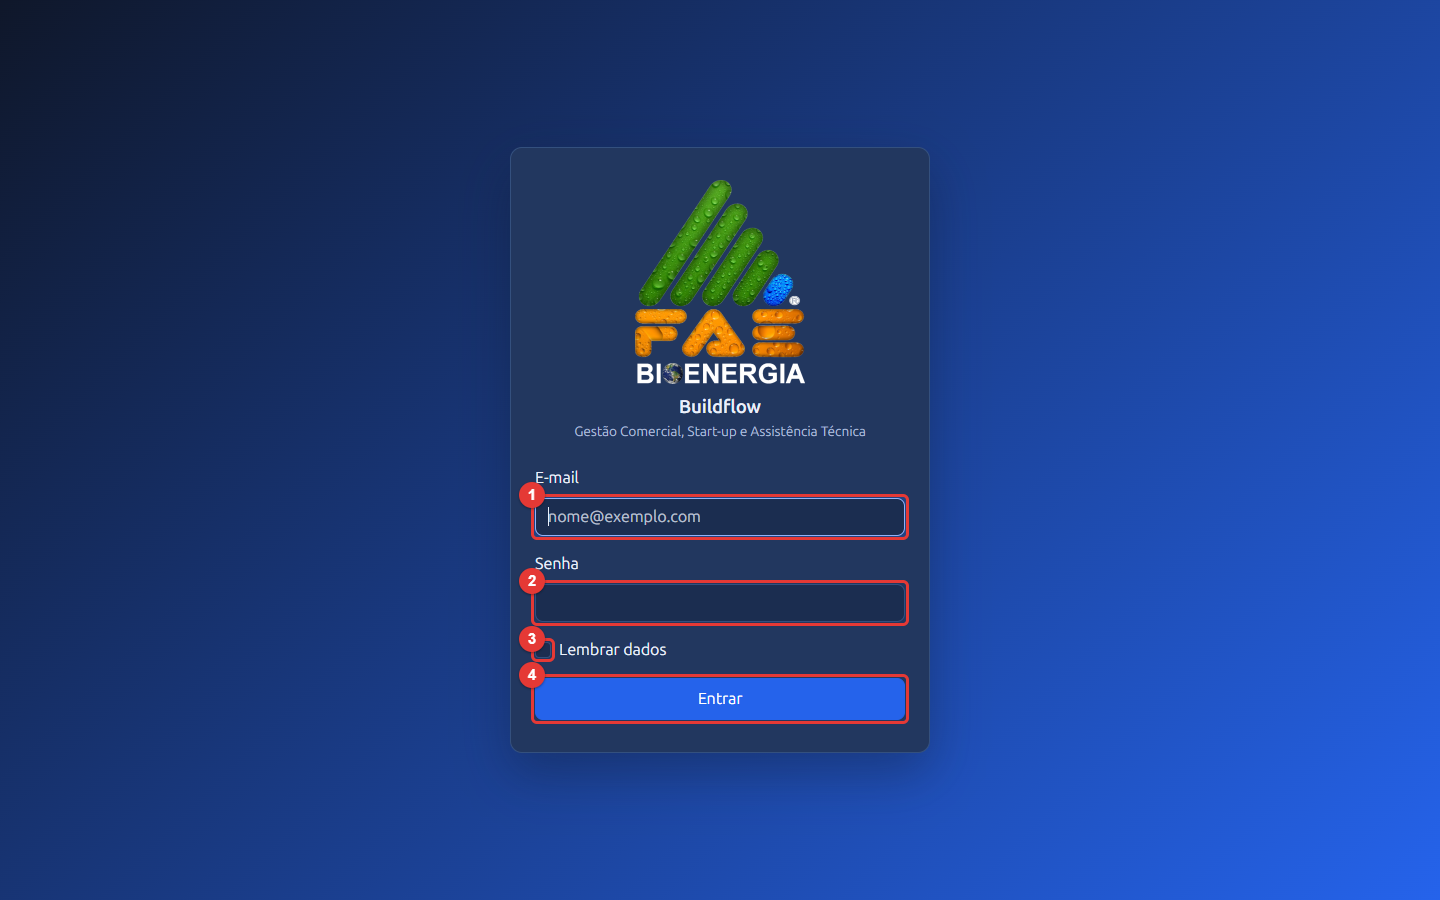 ®
FAE
BIOENERGIA
Buildflow
Gestão Comercial, Start-up e Assistência Técnica
E-mail
1
nome@exemplo.com
Senha
2
3 Lembrar dados
4
Entrar